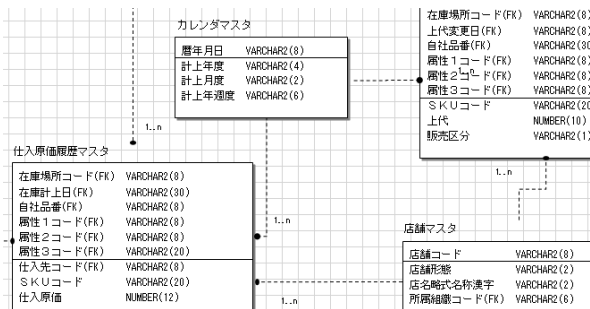 カレンダマスタ
暦年月日 VARCHAR2(8)
計上年度 VARCHAR2(4)
計上月度 VARCHAR2(2)
計上年週度 VARCHAR2(6)
在庫場所コード(FK) VARCHAR2(8)
上代変更日(FK) VARCHAR2(8)
自社品番(FK) VARCHAR2(30
属性1コード(FK) VARCHAR2(8)
属性2コード(FK) VARCHAR2(8)
属性3コード(FK) VARCHAR2(8)
SKUコード VARCHAR2(20
上代 NUMBER(10)
販売区分 VARCHAR2(1)
1..n
1..n
仕入原価履歴マスタ
在庫場所コード(FK) VARCHAR2(8)
在庫計上日(FK) VARCHAR2(30)
自社品番(FK) VARCHAR2(8)
属性1コード(FK) VARCHAR2(8)
属性2コード(FK) VARCHAR2(8)
属性3コード(FK) VARCHAR2(20)
仕入先コード(FK) VARCHAR2(8)
SKUコード VARCHAR2(20)
仕入原価 NUMBER(12)
1..n
1..n
店舗マスタ
店舗コード VARCHAR2(8)
店舗形態 VARCHAR2(2)
店名略式名称漢字 VARCHAR2(2)
所属組織コード(FK) VARCHAR2(6)